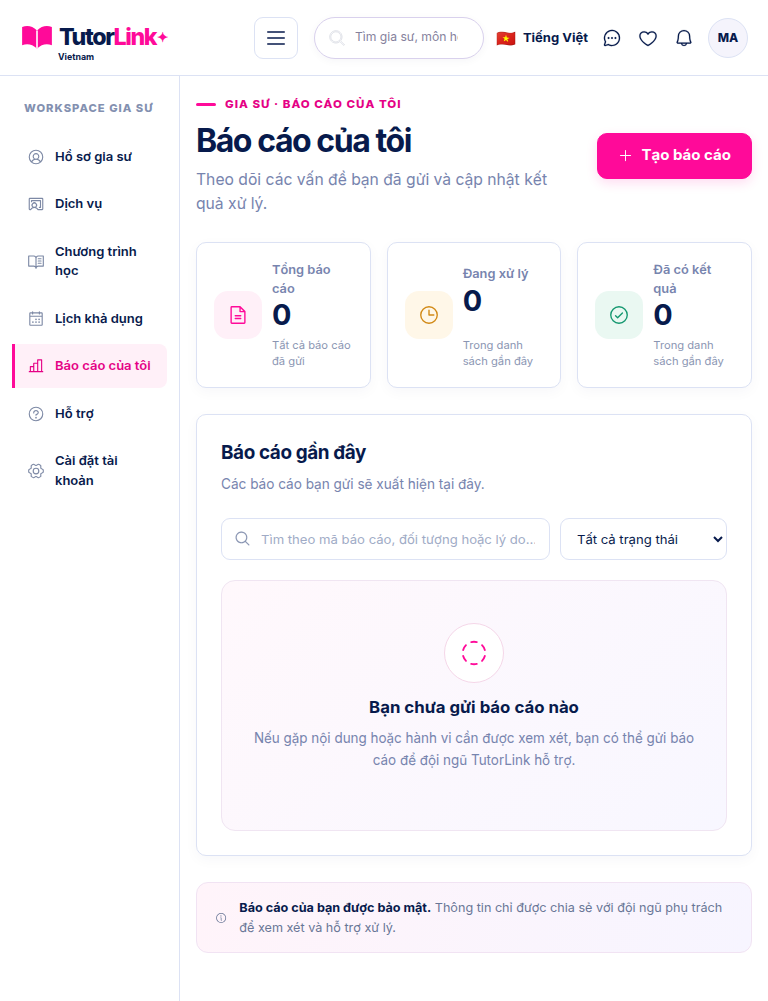 TutorLink
Vietnam
Tìm gia sư, môn h
Tiếng Việt
MA
WORKSPACE GIA SƯ
Hồ sơ gia sư
Dịch vụ
Chương trình
học
Lịch khả dụng
Báo cáo của tôi
Hỗ trợ
Cài đặt tài
khoản
GIA SƯ · BÁO CÁO CỦA TÔI
Báo cáo của tôi
Theo dõi các vấn đề bạn đã gửi và cập nhật kết
quả xử lý.
Tạo báo cáo
Tổng báo
cáo
0
Tất cả báo cáo
đã gửi
Đang xử lý
0
Trong danh
sách gần đây
Đã có kết
quả
0
Trong danh
sách gần đây
Báo cáo gần đây
Các báo cáo bạn gửi sẽ xuất hiện tại đây.
Tìm theo mã báo cáo, đối tượng hoặc lý do...
Tất cả trạng thái
Bạn chưa gửi báo cáo nào
Nếu gặp nội dung hoặc hành vi cần được xem xét, bạn có thể gửi báo
cáo để đội ngũ TutorLink hỗ trợ.
Báo cáo của bạn được bảo mật. Thông tin chỉ được chia sẻ với đội ngũ phụ trách
để xem xét và hỗ trợ xử lý.